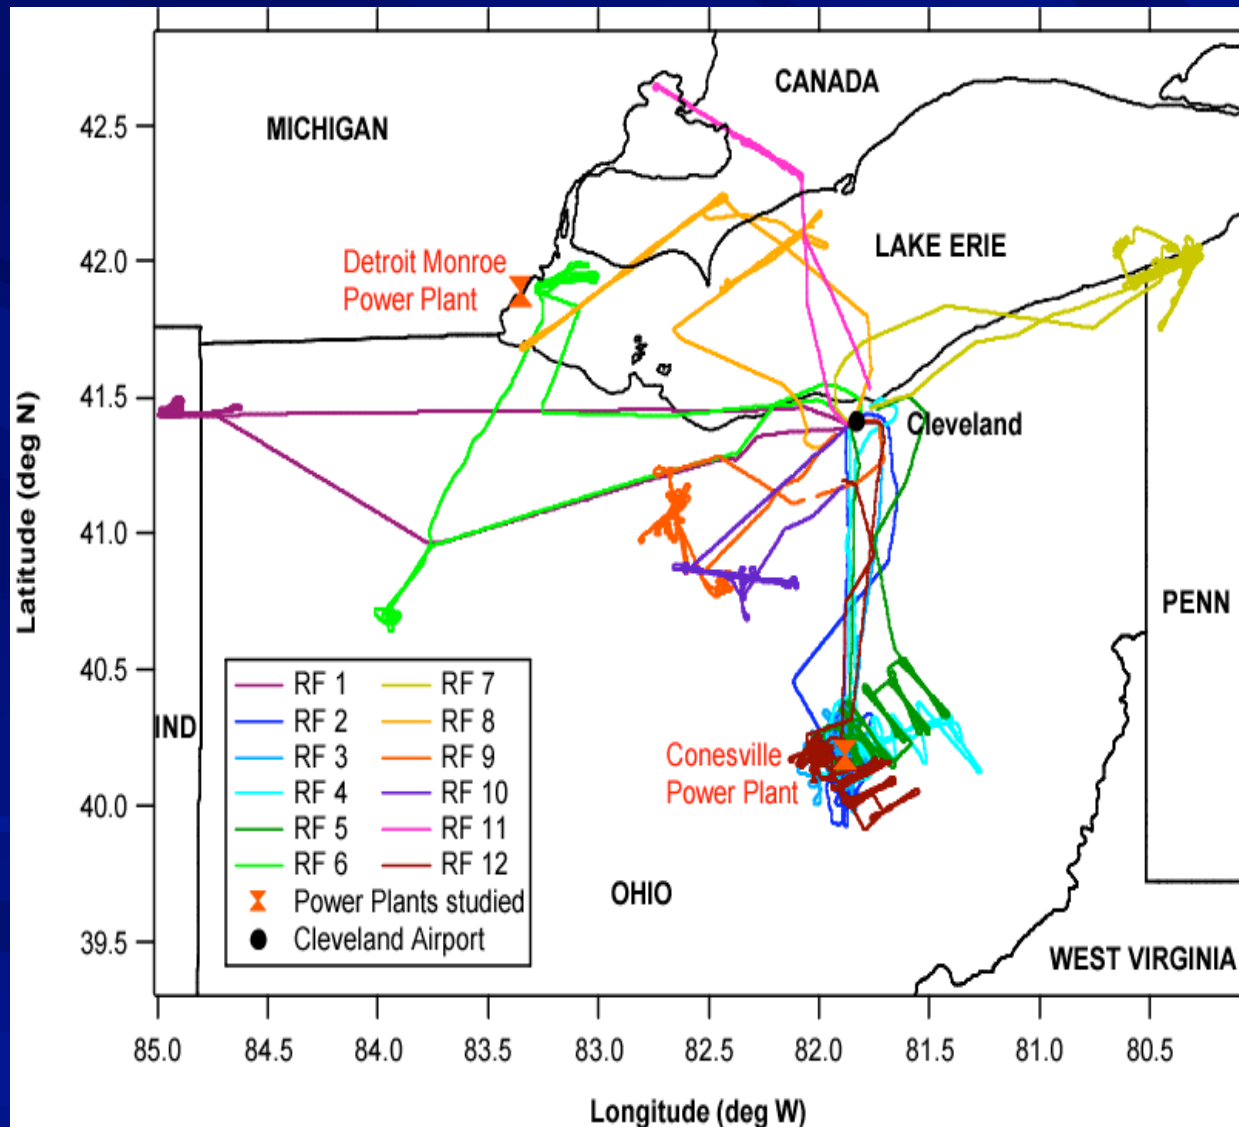 CANADA
MICHIGAN
42.5
LAKE ERIE
42.0
Detroit Monroe
Power Plant
41.5
Cleveland
41.0
Latitude (deg N)
PENN
40.5
RF 1
RF 2
RF 3
RF 4
RF 5
RF 6
RF 7
RF 8
RF 9
RF 10
RF 11
RF 12
Power Plants studied
Cleveland Airport
IND
Conesville
Power Plant
40.0
OHIO
39.5
WEST VIRGINIA
85.0 84.5 84.0 83.5 83.0 82.5 82.0 81.5 81.0 80.5
Longitude (deg W)